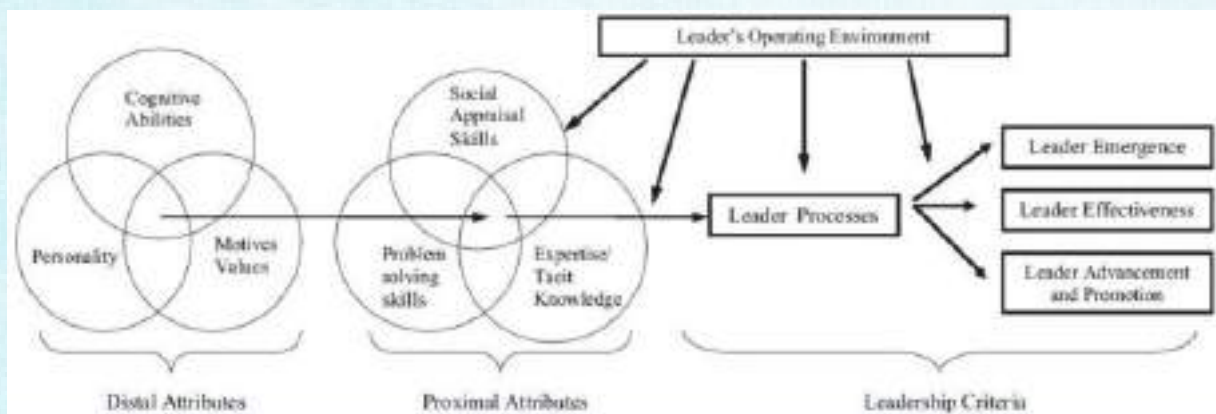 Leader's Operating Environment
Cognitive
Abilities
Personality
Motives
Values
Social
Appraisal
Skills
Problem
solving
skills
Expertise/
Tacit
Knowledge
Leader Processes
Leader Emergence
Leader Effectiveness
Leader Advancement
and Promotion
Distal Attributes
Proximal Attributes
Leadership Criteria